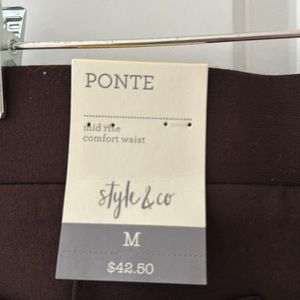 PONTE
mid rise
comfort waist
style & co
M
$42.50